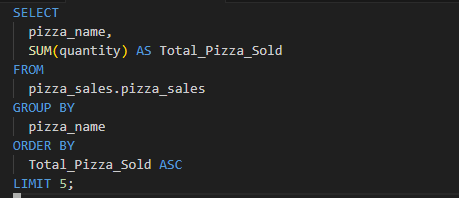 SELECT
pizza_name,
SUM(quantity) AS Total_Pizza_Sold
FROM
pizza_sales.pizza_sales
GROUP BY
pizza_name
ORDER BY
Total_Pizza_Sold ASC
LIMIT 5;